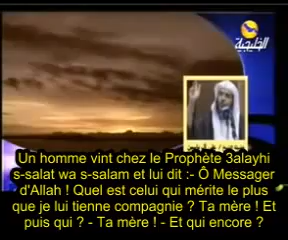 الخليجية
Un homme vint chez le Prophète 3alayhi
s-salat wa s-salam et lui dit :- Ô Messager
d'Allah ! Quel est celui qui mérite le plus
que je lui tienne compagnie ? Ta mère ! Et
puis qui ? - Ta mère ! - Et qui encore ?